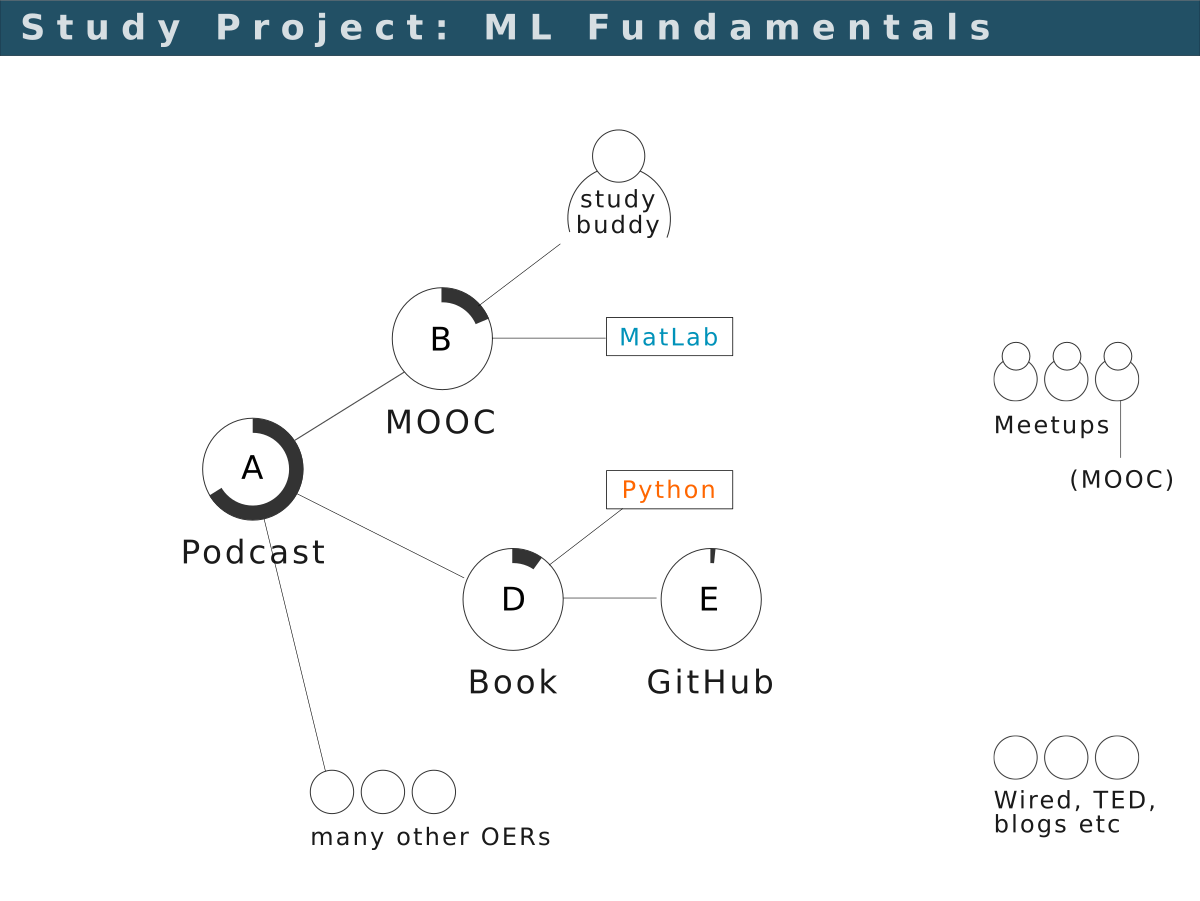 Study Project: ML Fundamentals
study
buddy
B
MatLab
MOOC
Meetups
(MOOC)
A
Podcast
Python
D
E
Book
GitHub
many other OERs
Wired, TED,
blogs etc